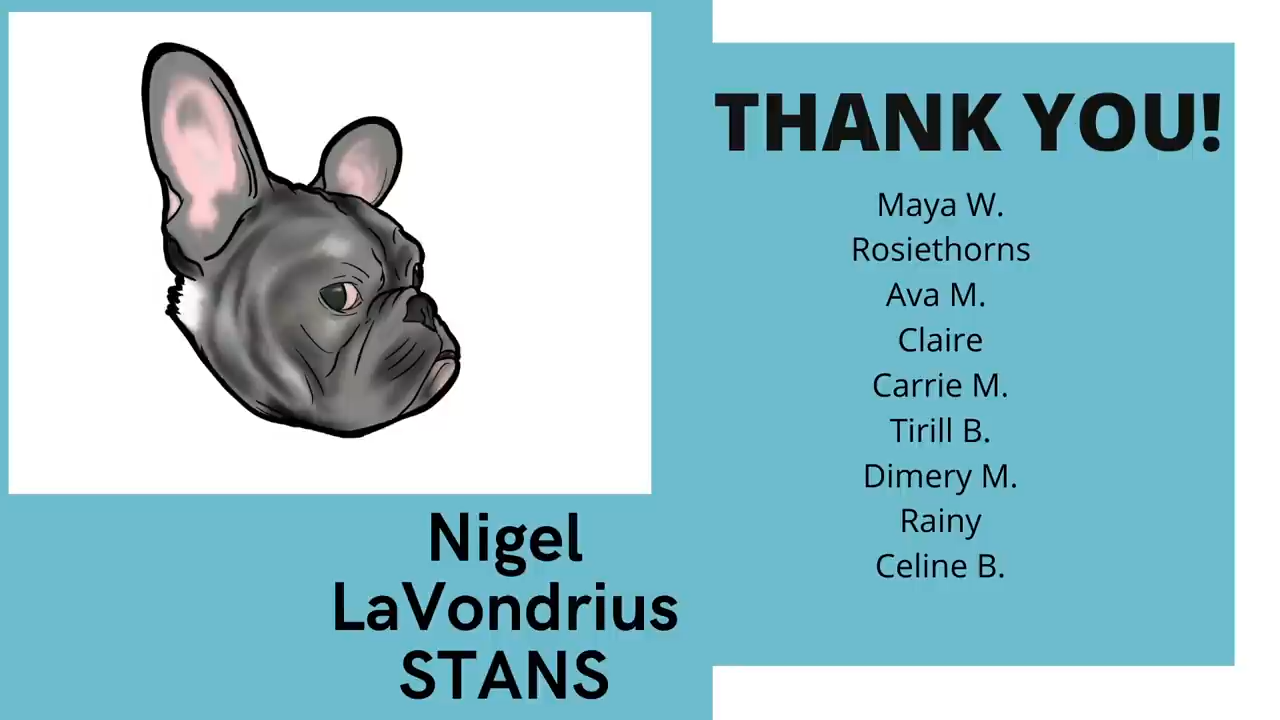 Nigel
LaVondrius
STANS
THANK YOU!
Maya W.
Rosiethorns
Ava M.
Claire
Carrie M.
Tirill B.
Dimery M.
Rainy
Celine B.